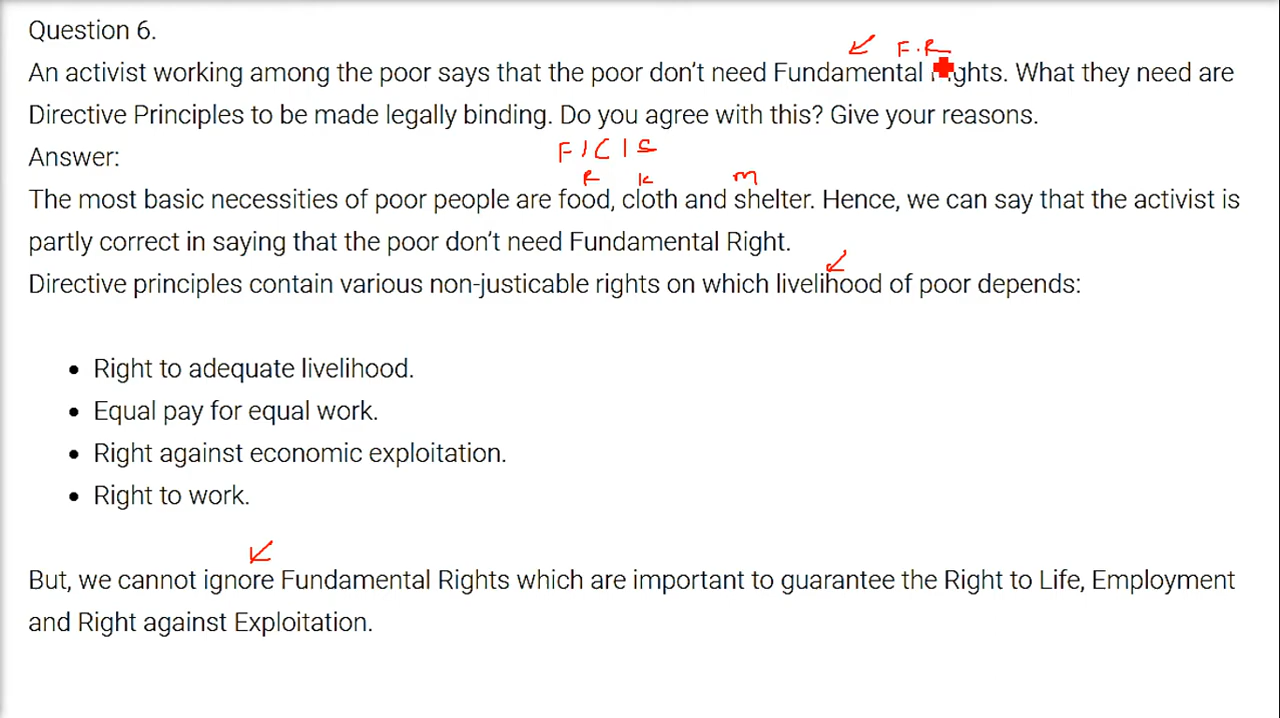 Question 6.
F.R
An activist working among the poor says that the poor don't need Fundamental Rights. What they need are
Directive Principles to be made legally binding. Do you agree with this? Give your reasons.
Answer:
F/C/S
R K m
The most basic necessities of poor people are food, cloth and shelter. Hence, we can say that the activist is
partly correct in saying that the poor don't need Fundamental Right.
Directive principles contain various non-justicable rights on which livelihood of poor depends:
• Right to adequate livelihood.
• Equal pay for equal work.
• Right against economic exploitation.
• Right to work.
But, we cannot ignore Fundamental Rights which are important to guarantee the Right to Life, Employment
and Right against Exploitation.